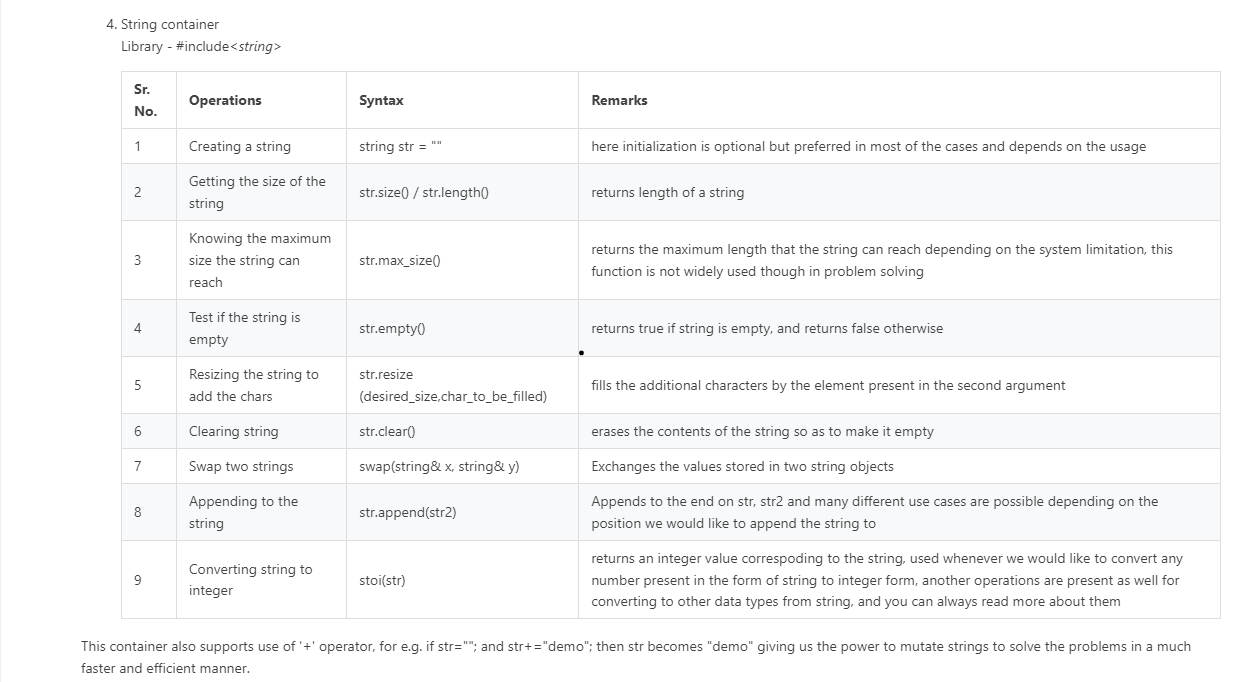 4. String container
Library - #include<string>
Sr. No.
Operations
Syntax
Remarks
1
Creating a string
string str = ""
here initialization is optional but preferred in most of the cases and depends on the usage
2
Getting the size of the
string
str.size() / str.length()
returns length of a string
3
Knowing the maximum
size the string can
reach
str.max_size()
returns the maximum length that the string can reach depending on the system limitation, this
function is not widely used though in problem solving
4
Test if the string is
empty
str.empty()
returns true if string is empty, and returns false otherwise
5
Resizing the string to
add the chars
str.resize
(desired_size,char_to_be_filled)
fills the additional characters by the element present in the second argument
6
Clearing string
str.clear()
erases the contents of the string so as to make it empty
7
Swap two strings
swap(string& x, string& y)
Exchanges the values stored in two string objects
8
Appending to the
string
str.append(str2)
Appends to the end on str, str2 and many different use cases are possible depending on the
position we would like to append the string to
9
Converting string to
integer
stoi(str)
returns an integer value correspoding to the string, used whenever we would like to convert any
number present in the form of string to integer form, another operations are present as well for
converting to other data types from string, and you can always read more about them
This container also supports use of '+' operator, for e.g. if str=""; and str+="demo"; then str becomes "demo" giving us the power to mutate strings to solve the problems in a much
faster and efficient manner.